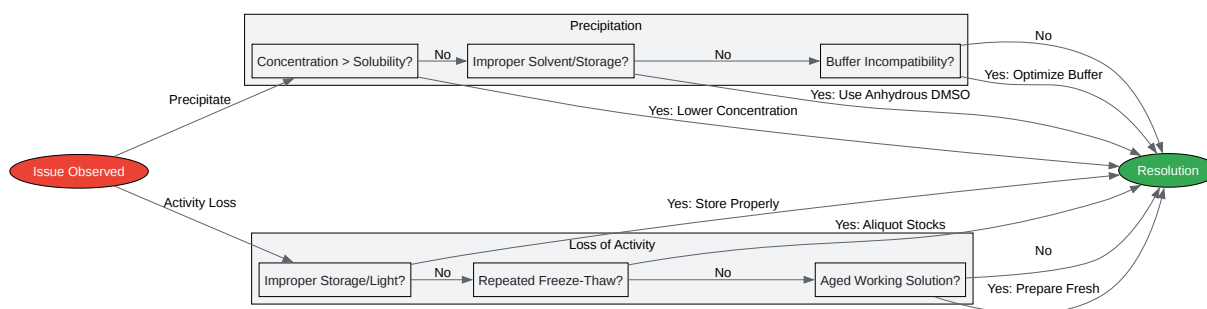 Precipitation
Concentration > Solubility?
No
Improper Solvent/Storage?
No
Buffer Incompatibility?
No
Yes: Optimize Buffer
Yes: Use Anhydrous DMSO
Yes: Lower Concentration
Precipitate
Issue Observed
Resolution
Activity Loss
Yes: Store Properly
Yes: Aliquot Stocks
Loss of Activity
Improper Storage/Light?
No
Repeated Freeze-Thaw?
No
Aged Working Solution?
No
Yes: Prepare Fresh